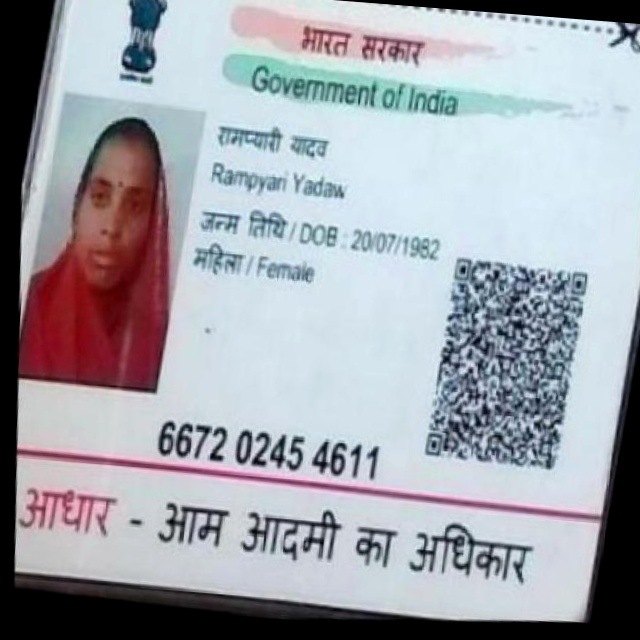 भारत सरकार
Government of India
रामप्यारी यादव
Rampyari Yadaw
जन्म तिथि / DOB : 20/07/1982
महिला / Female
6672 0245 4611
आधार - आम आदमी का अधिकार